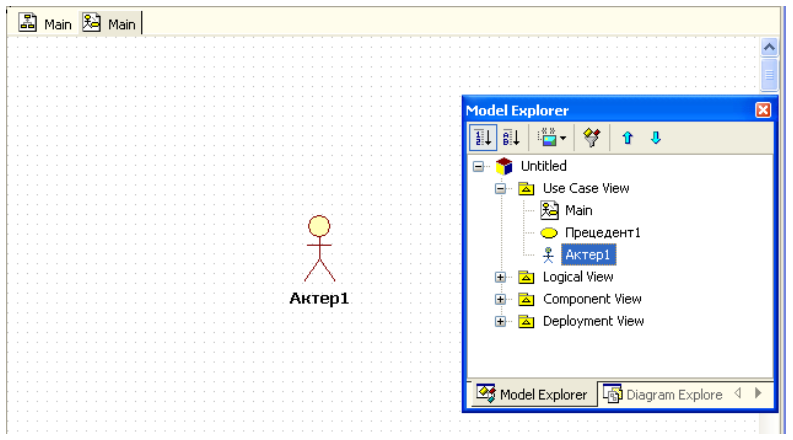 Main Main
Model Explorer
Untitled
Use Case View
Main
Прецедент1
Актер1
Logical View
Component View
Deployment View
Model Explorer Diagram Explore
Актер1